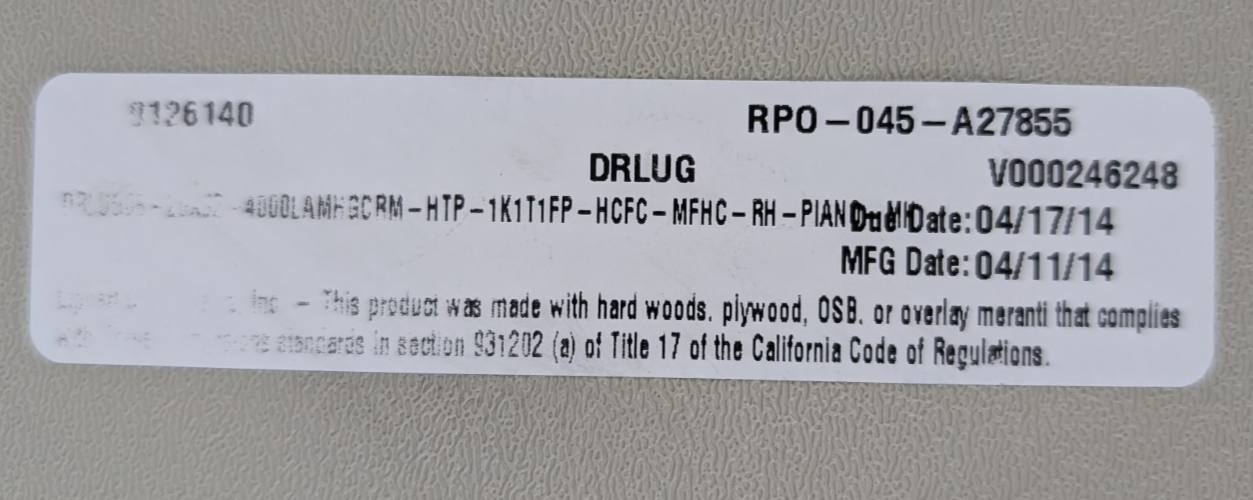 9126140 RPO-045-A27855
DRLUG V000246248
-4000LAMHGCRM-HTP-1K1T1FP-HCFC-MFHC-RH-PIAN Due Date: 04/17/14
MFG Date: 04/11/14
Inc - This product was made with hard woods, plywood, OSB, or overlay meranti that complies
standards in section 931202 (a) of Title 17 of the California Code of Regulations.